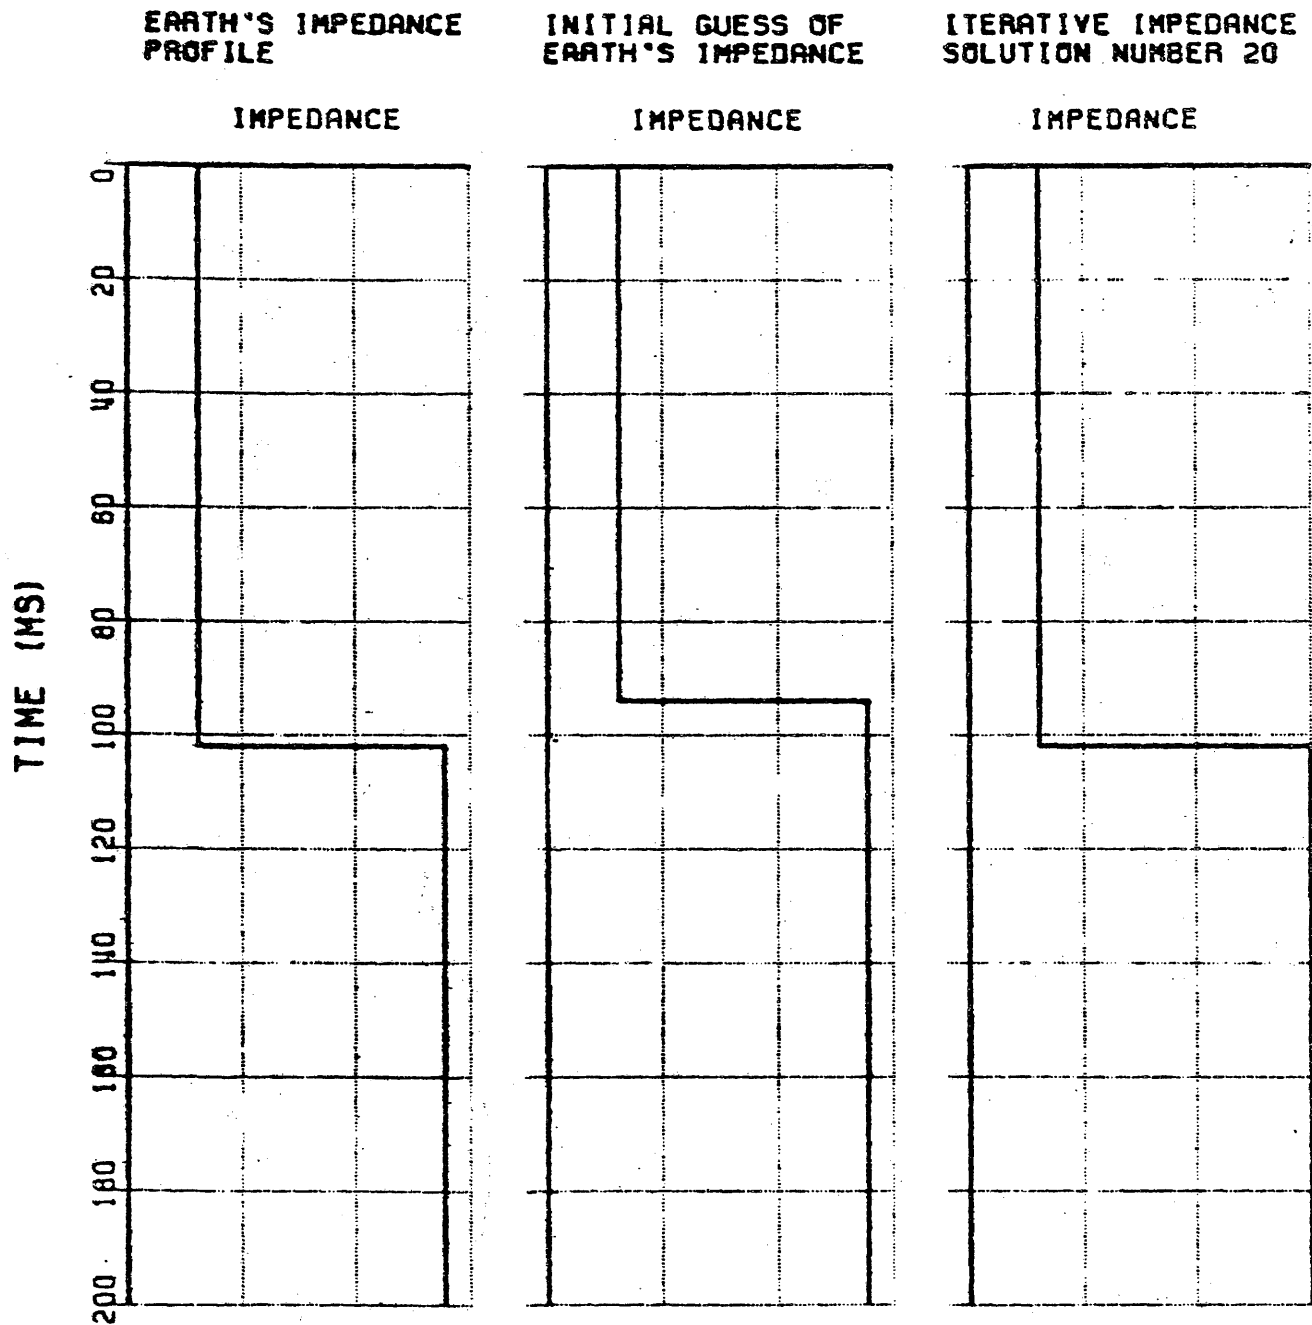 EARTH'S IMPEDANCE
PROFILE
INITIAL GUESS OF
EARTH'S IMPEDANCE
ITERATIVE IMPEDANCE
SOLUTION NUMBER 20
IMPEDANCE
IMPEDANCE
IMPEDANCE
TIME (MS)
0
20
40
60
80
100
120
140
160
180
200